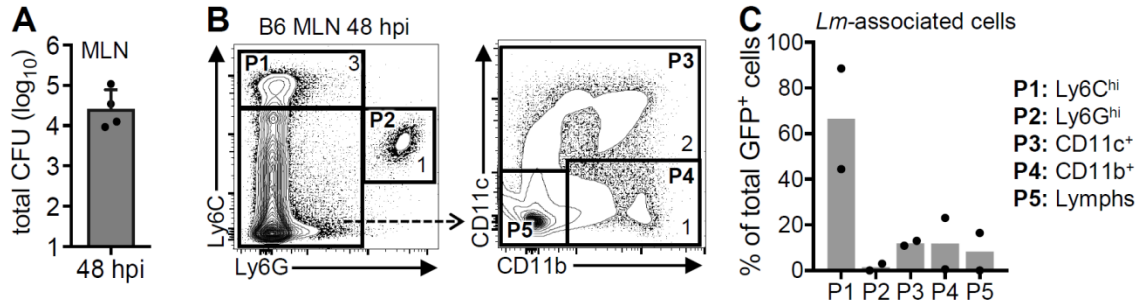 A
MLN
total CFU (log10)
6
5
4
3
2
1
48 hpi
B
B6 MLN 48 hpi
P1
3
P2
1
Ly6C
Ly6G
P3
2
P4
1
P5
CD11c
CD11b
C
Lm-associated cells
% of total GFP+ cells
100
80
60
40
20
0
P1 P2 P3 P4 P5
P1: Ly6Chi
P2: Ly6Ghi
P3: CD11c+
P4: CD11b+
P5: Lymphs